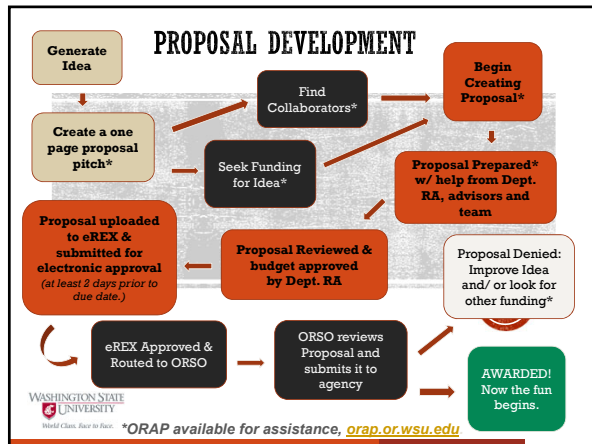 PROPOSAL DEVELOPMENT
Generate
Idea
Create a one
page proposal
pitch*
Find
Collaborators*
Seek Funding
for Idea*
Begin
Creating
Proposal*
Proposal Prepared*
w/ help from Dept.
RA, advisors and
team
Proposal Reviewed &
budget approved
by Dept. RA
Proposal uploaded
to eREX &
submitted for
electronic approval
(at least 2 days prior to
due date.)
eREX Approved &
Routed to ORSO
ORSO reviews
Proposal and
submits it to
agency
Proposal Denied:
Improve Idea
and/ or look for
other funding*
AWARDED!
Now the fun
begins.
WASHINGTON STATE
UNIVERSITY
World Class. Face to Face.
*ORAP available for assistance, orap.or.wsu.edu